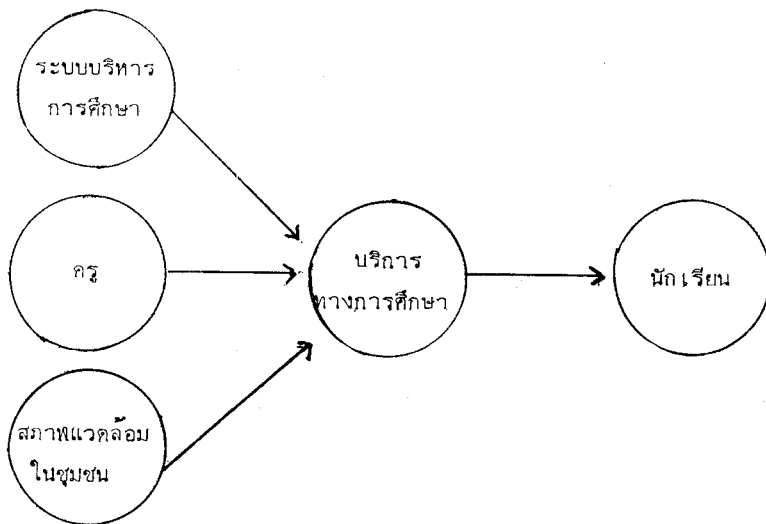 ระบบบริหาร
การศึกษา
ครู
สภาพแวดล้อม
ในชุมชน
บริการ
ทางการศึกษา
นักเรียน